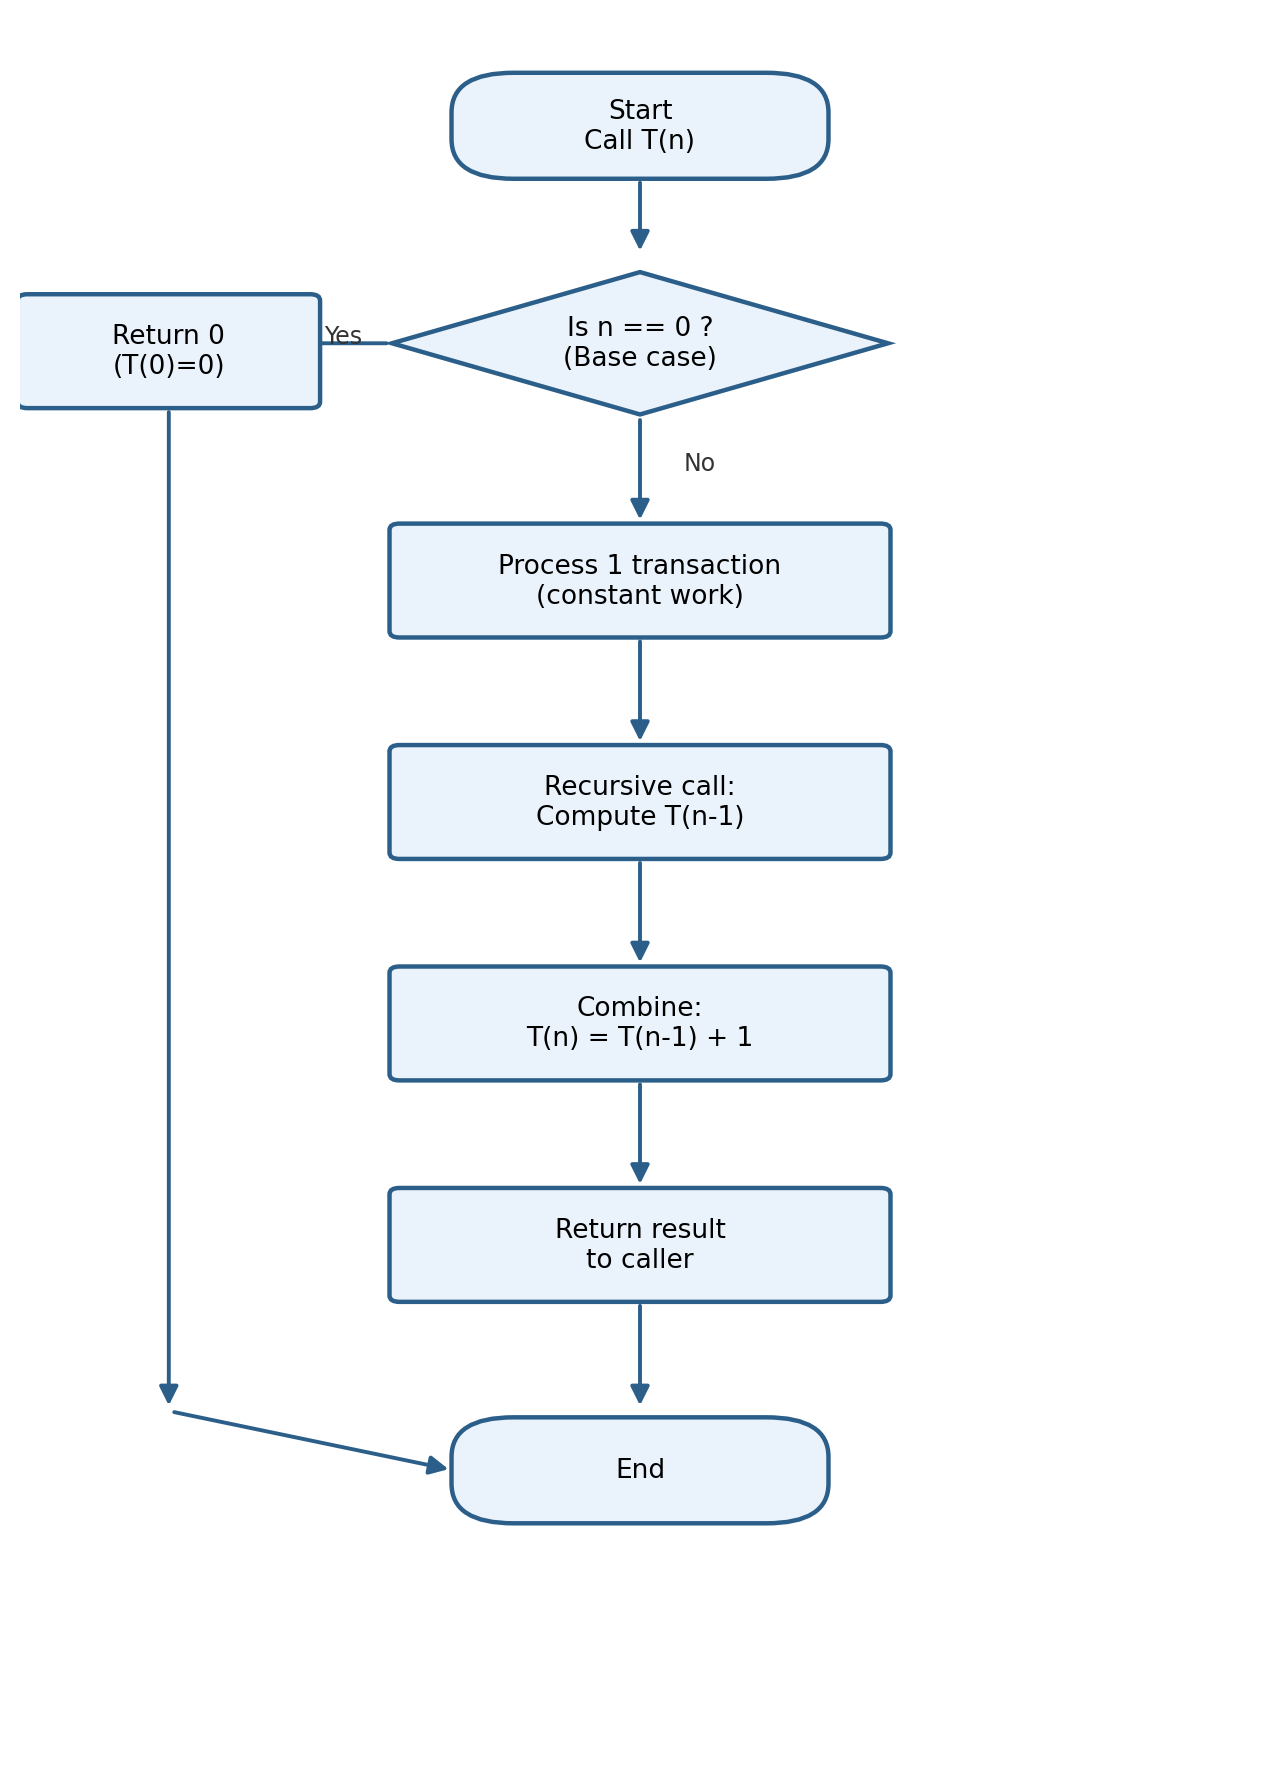 Start
Call T(n)
Is n == 0 ?
(Base case)
Yes
Return 0
(T(0)=0)
No
Process 1 transaction
(constant work)
Recursive call:
Compute T(n-1)
Combine:
T(n) = T(n-1) + 1
Return result
to caller
End